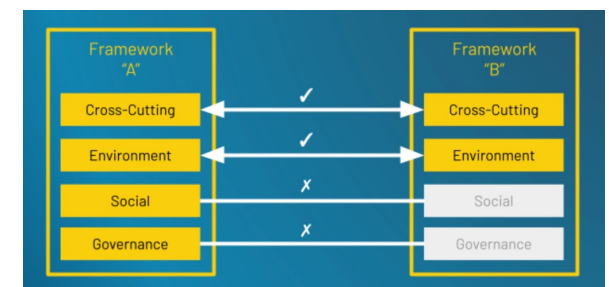 Framework
"A"
Framework
"B"
✓
Cross-Cutting
Cross-Cutting
✓
Environment
Environment
✗
Social
Social
✗
Governance
Governance